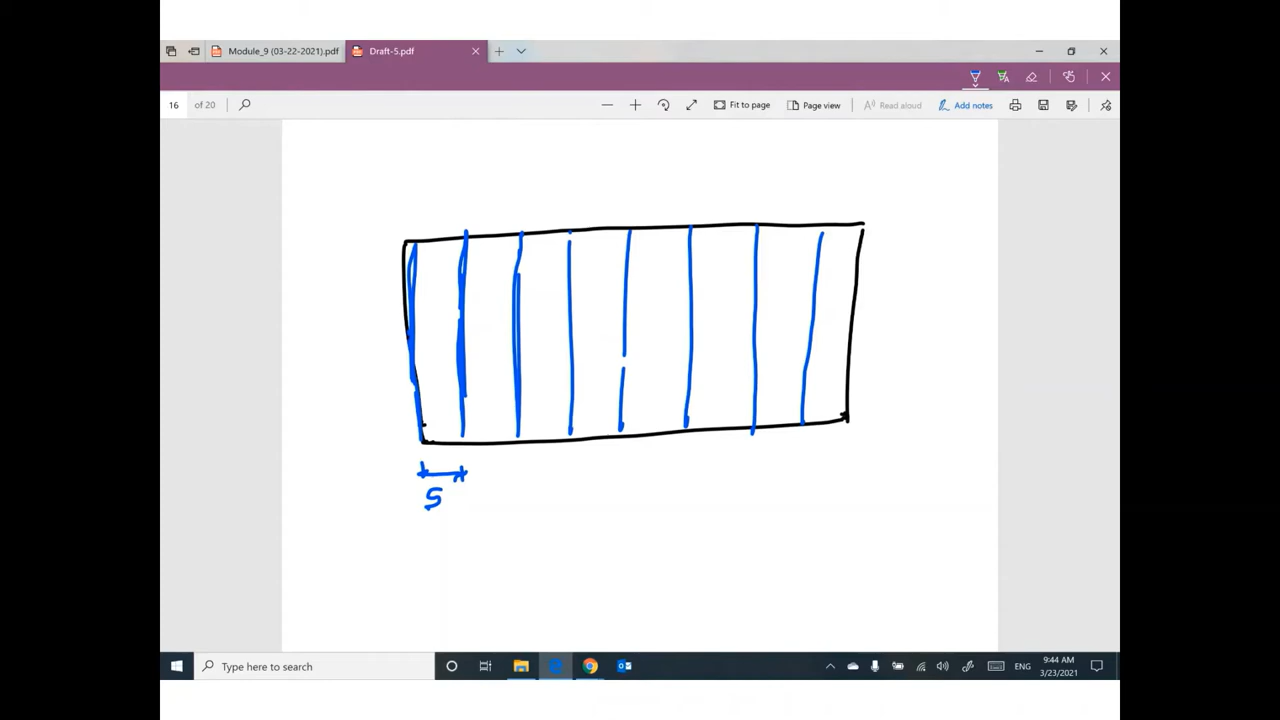 Module_9 (03-22-2021).pdf
Draft-5.pdf
16 of 20
Fit to page
Page view
Read aloud
Add notes
S
Type here to search
ENG
9:44 AM
3/23/2021